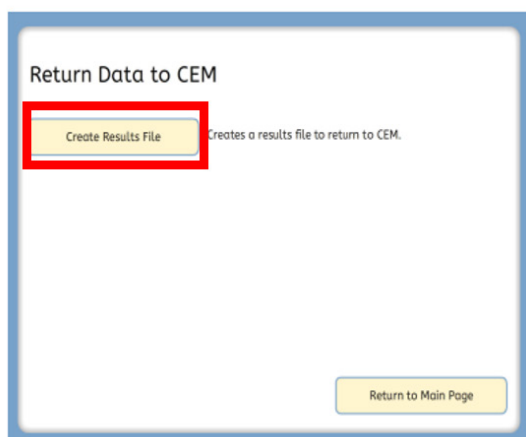 Return Data to CEM
Create Results File
Creates a results file to return to CEM.
Return to Main Page